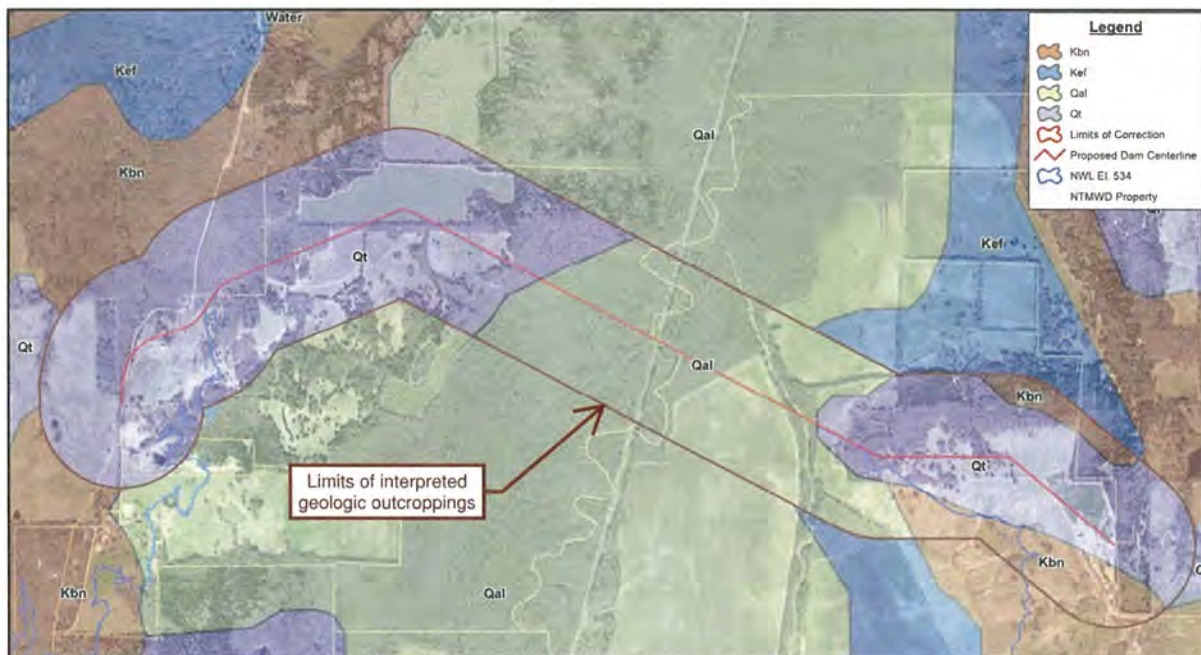 Water
Kef
Kbn
Qt
Qt
Kbn
Qal
Qal
Qal
Kef
Kbn
Qt
Kbn
Limits of interpreted
geologic outcroppings
Legend
Kbn
Kef
Qal
Qt
Limits of Correction
Proposed Dam Centerline
NWL El. 534
NTMWD Property